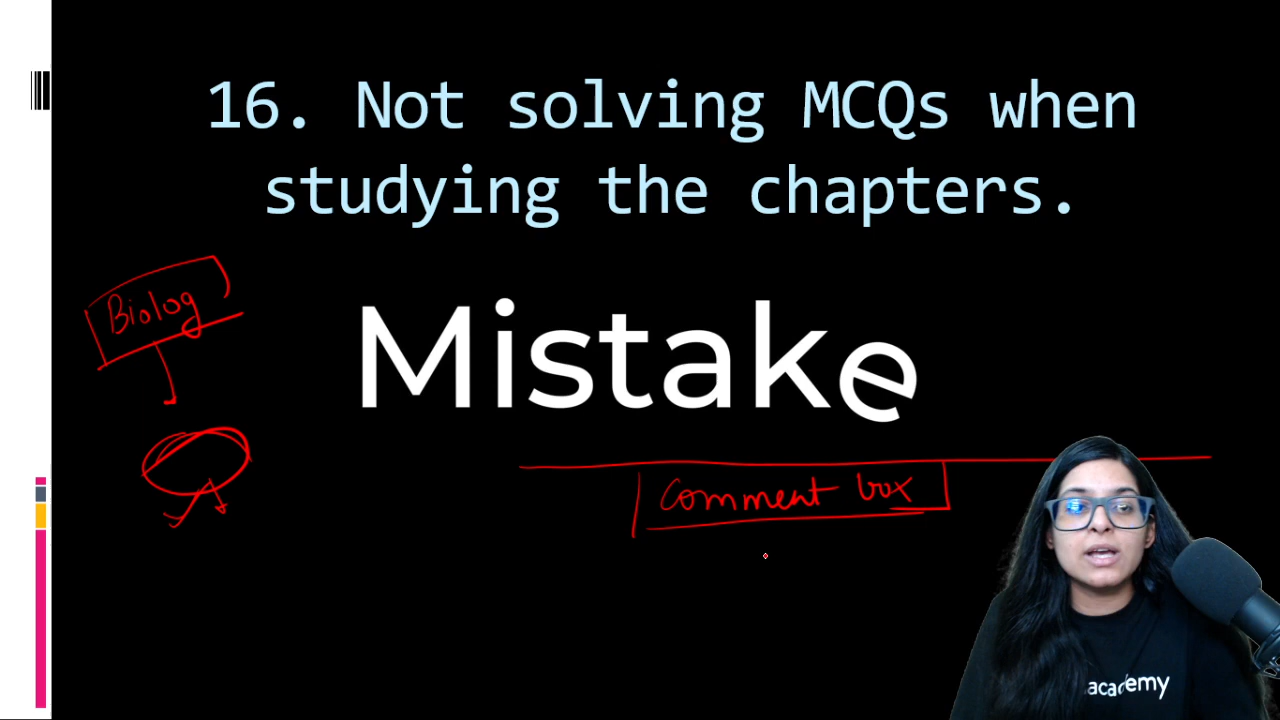 16. Not solving MCQs when
studying the chapters.
Biolog
Mistake
comment box
academy